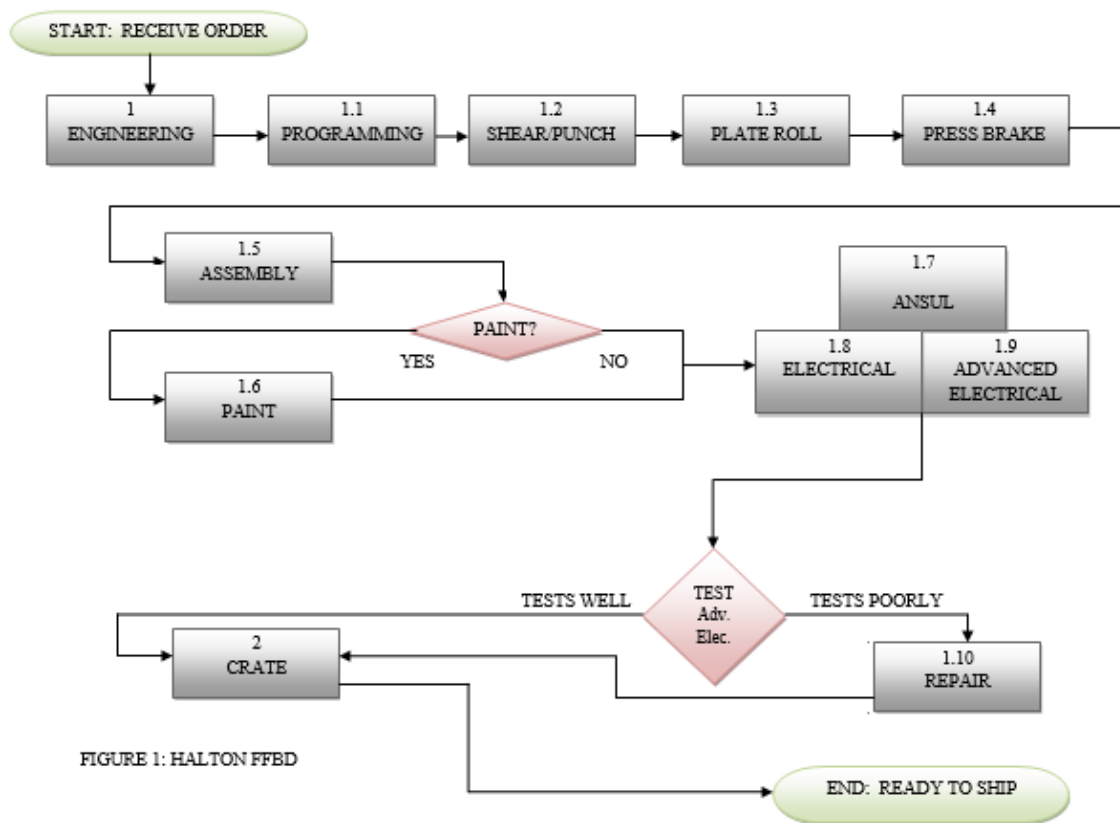 START: RECEIVE ORDER
1
ENGINEERING
1.1
PROGRAMMING
1.2
SHEAR/PUNCH
1.3
PLATE ROLL
1.4
PRESS BRAKE
1.5
ASSEMBLY
PAINT?
YES
NO
1.6
PAINT
1.7
ANSUL
1.8
ELECTRICAL
1.9
ADVANCED
ELECTRICAL
TEST
Adv.
Elec.
TESTS WELL
TESTS POORLY
2
CRATE
1.10
REPAIR
FIGURE 1: HALTON FFBD
END: READY TO SHIP